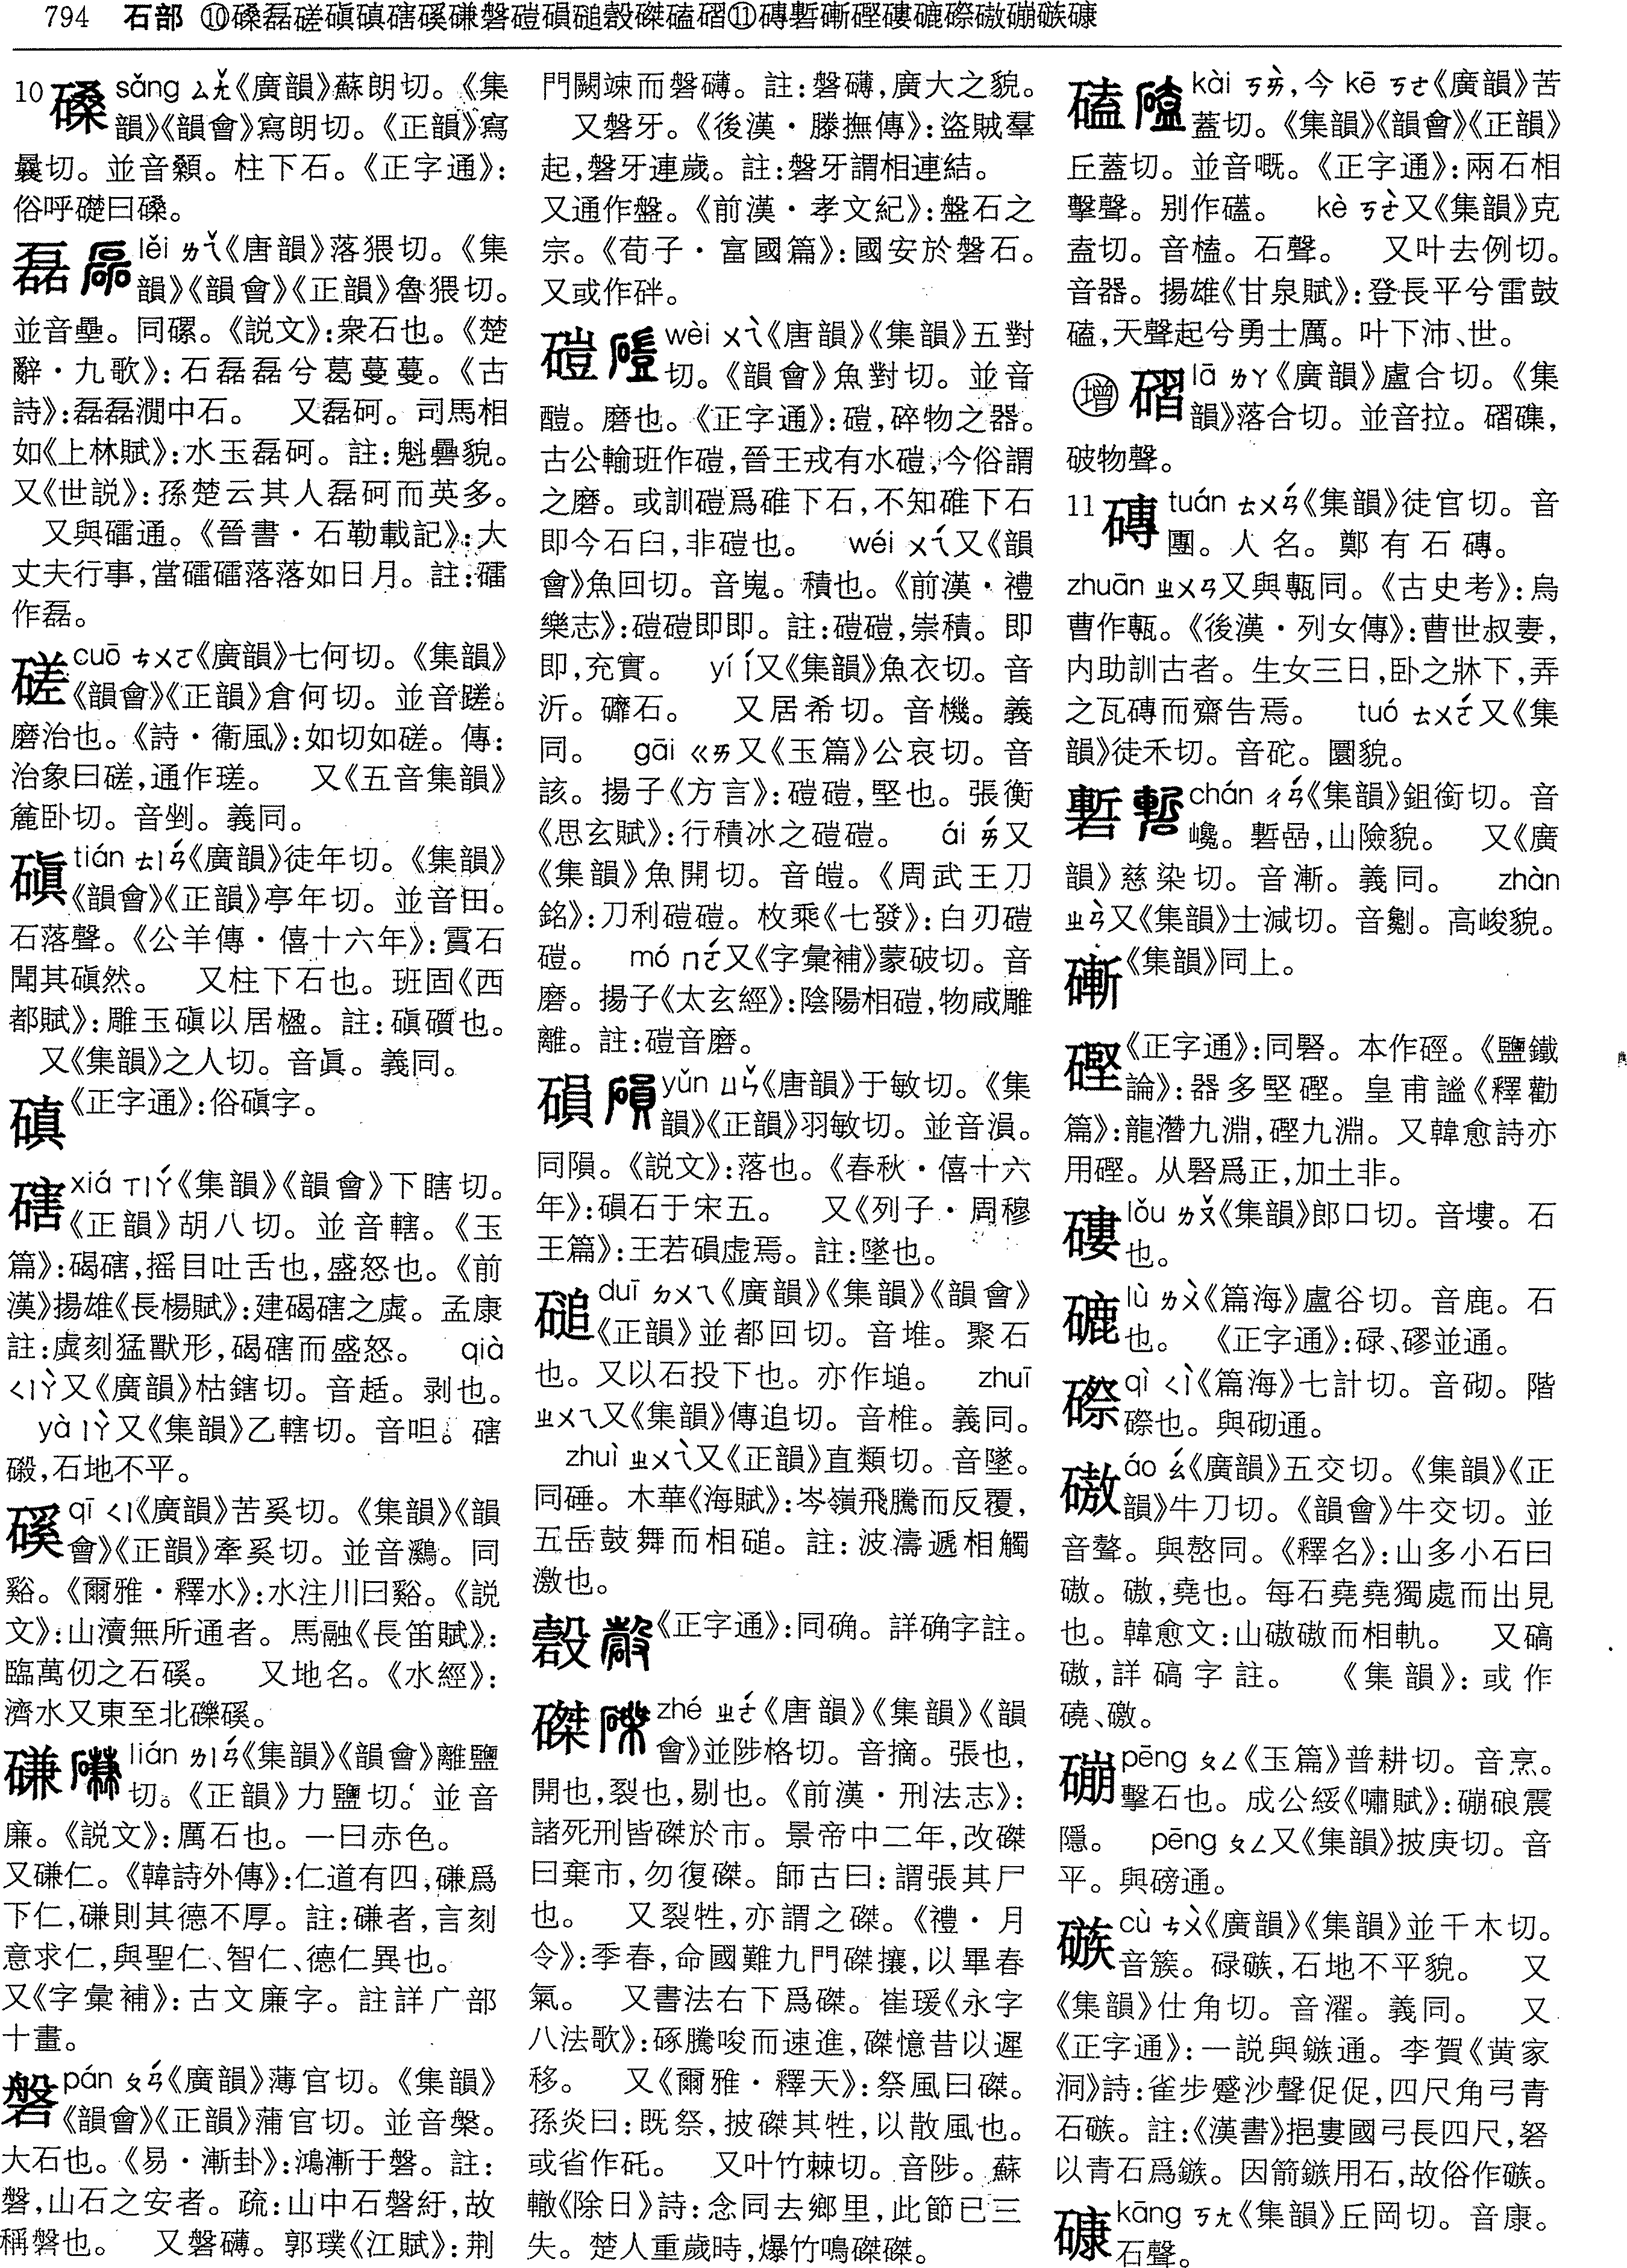 794 石部 ⑩磉磊磋磌磌磍磎磏磐磑磒磓㲄磔磕磖⑪磚磛磛硻磟磠磜磝磞磩磏
10 磉 sǎng ㄙㄤˇ《廣韻》蘇朗切。《集
韻》《韻會》寫朗切。《正韻》寫
曩切。並音顙。柱下石。《正字通》:
俗呼礎曰磉。
磊 lěi ㄌㄟˇ《唐韻》落猥切。《集
韻》《韻會》《正韻》魯猥切。
並音壘。同磥。《説文》:衆石也。《楚
辭·九歌》:石磊磊兮葛蔓蔓。《古
詩》:磊磊澗中石。 又磊砢。司馬相
如《上林賦》:水玉磊砢。註:魁礨貌。
又《世説》:孫楚云其人磊砢而英多。
又與礌通。《晉書·石勒載記》:大
丈夫行事,當礌礌落落如日月。註:礌
作磊。
磋 cuō ㄘㄨㄛ《廣韻》七何切。《集韻》
《韻會》《正韻》倉何切。並音蹉。
磨治也。《詩·衞風》:如切如磋。傳:
治象曰磋,通作瑳。 又《五音集韻》
麄卧切。音剉。義同。
磌 tián ㄊㄧㄢˊ《廣韻》徒年切。《集韻》
《韻會》《正韻》亭年切。並音田。
石落聲。《公羊傳·僖十六年》:霣石
聞其磌然。 又柱下石也。班固《西
都賦》:雕玉磌以居楹。註:磌礩也。
又《集韻》之人切。音眞。義同。
《正字通》:俗磌字。
磍 xiá ㄒㄧㄚˊ《集韻》《韻會》下瞎切。
《正韻》胡八切。並音轄。《玉
篇》:碣磍,摇目吐舌也,盛怒也。《前
漢》揚雄《長楊賦》:建碣磍之虡。孟康
註:虡刻猛獸形,碣磍而盛怒。 qià
ㄑㄧㄚˋ又《廣韻》枯鎋切。音𨄔。剥也。
yà ㄧㄚˋ又《集韻》乙轄切。音呾。磍
磤,石地不平。
磎 qī ㄑㄧ《廣韻》苦奚切。《集韻》《韻
會》《正韻》牽奚切。並音鸂。同
谿。《爾雅·釋水》:水注川曰谿。《説
文》:山瀆無所通者。馬融《長笛賦》:
臨萬仞之石磎。 又地名。《水經》:
濟水又東至北礫磎。
磏 lián ㄌㄧㄢˊ《集韻》《韻會》離鹽
切。《正韻》力鹽切。並音
廉。《説文》:厲石也。一曰赤色。
又磏仁。《韓詩外傳》:仁道有四,磏爲
下仁,磏則其德不厚。註:磏者,言刻
意求仁,與聖仁、智仁、德仁異也。
又《字彙補》:古文廉字。註詳广部
十畫。
磐 pán ㄆㄢˊ《廣韻》薄官切。《集韻》
《韻會》《正韻》蒲官切。並音槃。
大石也。《易·漸卦》:鴻漸于磐。註:
磐,山石之安者。疏:山中石磐紆,故
稱磐也。 又磐礴。郭璞《江賦》:荆
門闕竦而磐礴。註:磐礴,廣大之貌。
又磐牙。《後漢·滕撫傳》:盜賊羣
起,磐牙連歲。註:磐牙謂相連結。
又通作盤。《前漢·孝文紀》:盤石之
宗。《荀子·富國篇》:國安於磐石。
又或作砰。
磑 wèi ㄨㄟˋ《唐韻》《集韻》五對
切。《韻會》魚對切。並音
䜅。磨也。《正字通》:磑,碎物之器。
古公輸班作磑,晉王戎有水磑,今俗謂
之磨。或訓磑爲碓下石,不知碓下石
即今石臼,非磑也。 wéi ㄨㄟˊ又《韻
會》魚回切。音嵬。積也。《前漢·禮
樂志》:磑磑即即。註:磑磑,崇積。即
即,充實。 yí ㄧˊ又《集韻》魚衣切。音
沂。礳石。 又居希切。音機。義
同。 gāi ㄍㄞ又《玉篇》公哀切。音
該。揚子《方言》:磑磑,堅也。張衡
《思玄賦》:行積冰之磑磑。 ái ㄞˊ又
《集韻》魚開切。音皚。《周武王刀
銘》:刀利磑磑。枚乘《七發》:白刃磑
磑。 mó ㄇㄛˊ又《字彙補》蒙破切。音
磨。揚子《太玄經》:陰陽相磑,物咸雕
離。註:磑音磨。
磒 yǔn ㄩㄣˇ《唐韻》于敏切。《集
韻》《正韻》羽敏切。並音溳。
同隕。《説文》:落也。《春秋·僖十六
年》:磒石于宋五。 又《列子·周穆
王篇》:王若磒虛焉。註:墜也。
磓 duī ㄉㄨㄟ《廣韻》《集韻》《韻會》
《正韻》並都回切。音堆。聚石
也。又以石投下也。亦作塠。 zhuī
ㄓㄨㄟ又《集韻》傳追切。音椎。義同。
zhuì ㄓㄨㄟˋ又《正韻》直類切。音墜。
同硾。木華《海賦》:岑嶺飛騰而反覆,
五岳鼓舞而相磓。註:波濤遞相觸
激也。
《正字通》:同确。詳确字註。
磔 zhé ㄓㄜˊ《唐韻》《集韻》《韻
會》並陟格切。音摘。張也,
開也,裂也,剔也。《前漢·刑法志》:
諸死刑皆磔於市。景帝中二年,改磔
曰棄市,勿復磔。師古曰:謂張其尸
也。 又裂牲,亦謂之磔。《禮·月
令》:季春,命國難九門磔攘,以畢春
氣。 又書法右下爲磔。崔瑗《永字
八法歌》:琢騰唆而速進,磔憶昔以遲
移。 又《爾雅·釋天》:祭風曰磔。
孫炎曰:既祭,披磔其牲,以散風也。
或省作矺。 又叶竹棘切。音陟。蘇
轍《除日》詩:念同去鄉里,此節已三
失。楚人重歲時,爆竹鳴磔磔。
磕 kài ㄎㄞˋ,今 kē ㄎㄜ《廣韻》苦
蓋切。《集韻》《韻會》《正韻》
丘蓋切。並音嘅。《正字通》:兩石相
擊聲。别作礚。 kè ㄎㄜˋ又《集韻》克
盍切。音榼。石聲。 又叶去例切。
音器。揚雄《甘泉賦》:登長平兮雷鼓
磕,天聲起兮勇士厲。叶下沛、世。
增 磖 lā ㄌㄚ《廣韻》盧合切。《集
韻》落合切。並音拉。磖磼,
破物聲。
11 磚 tuán ㄊㄨㄢˊ《集韻》徒官切。音
團。人名。鄭有石磚。
zhuān ㄓㄨㄢ又與甎同。《古史考》:烏
曹作甎。《後漢·列女傳》:曹世叔妻,
内助訓古者。生女三日,卧之牀下,弄
之瓦磚而齋告焉。 tuó ㄊㄨㄛˊ又《集
韻》徒禾切。音砣。圜貌。
磛 chán ㄔㄢˊ《集韻》鉏銜切。音
巉。磛嵒,山險貌。 又《廣
韻》慈染切。音漸。義同。 zhàn
ㄓㄢˋ又《集韻》士減切。音劖。高峻貌。
《集韻》同上。
《正字通》:同硻。本作硜。《鹽鐵
論》:器多堅䃘。皇甫謐《釋勸
篇》:龍潛九淵,䃘九淵。又韓愈詩亦
用䃘。从硻爲正,加土非。
䃛 lǒu ㄌㄡˇ《集韻》郎口切。音塿。石
也。
磠 lù ㄌㄨˋ《篇海》盧谷切。音鹿。石
也。 《正字通》:碌、磟並通。
磜 qì ㄑㄧˋ《篇海》七計切。音砌。階
磜也。與砌通。
磝 áo ㄠˊ《廣韻》五交切。《集韻》《正
韻》牛刀切。《韻會》牛交切。並
音聱。與嶅同。《釋名》:山多小石曰
磝。磝,堯也。每石堯堯獨處而出見
也。韓愈文:山磝磝而相軋。 又碻
磝,詳碻字註。 《集韻》:或作
磽、礉。
磞 pēng ㄆㄥ《玉篇》普耕切。音烹。
擊石也。成公綏《嘯賦》:磞硠震
隱。 pēng ㄆㄥ又《集韻》披庚切。音
平。與磅通。
磩 cù ㄘㄨˋ《廣韻》《集韻》並千木切。
音簇。碌䃚,石地不平貌。 又
《集韻》仕角切。音濯。義同。 又
《正字通》:一説與鏃通。李賀《黄家
洞》詩:雀步蹙沙聲促促,四尺角弓青
石䃚。註:《漢書》挹婁國弓長四尺,砮
以青石爲鏃。因箭鏃用石,故俗作䃚。
kāng ㄎㄤ《集韻》丘岡切。音康。
石聲。